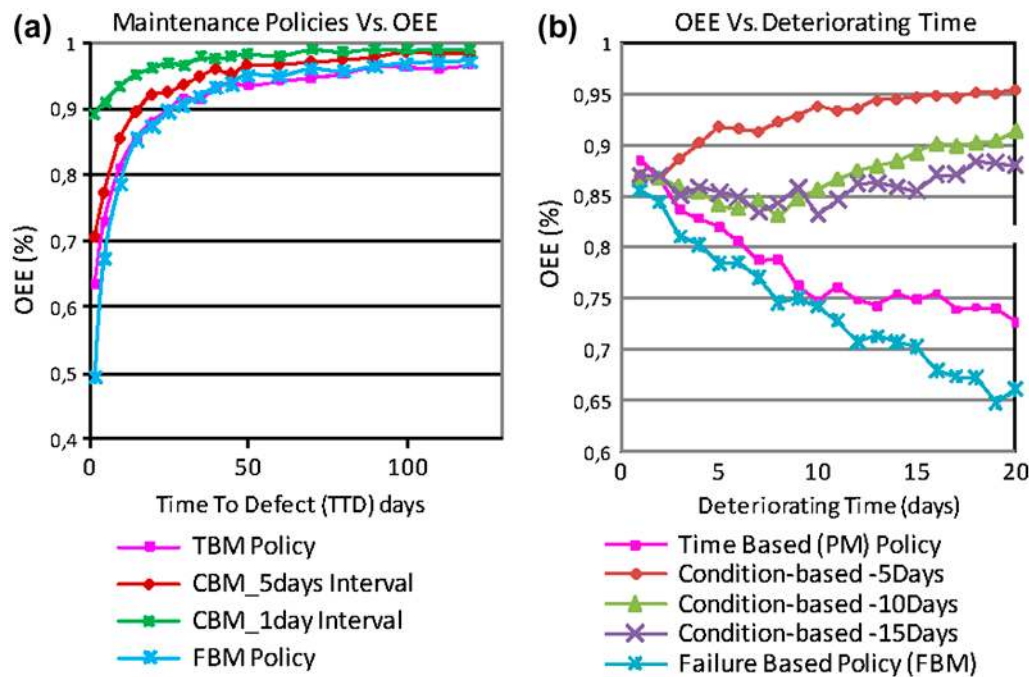 (a) Maintenance Policies Vs. OEE
OEE (%)
1
0,9
0,8
0,7
0,6
0,5
0,4
0 50 100
Time To Defect (TTD) days
TBM Policy
CBM_5days Interval
CBM_1day Interval
FBM Policy
(b) OEE Vs. Deteriorating Time
OEE (%)
1
0,95
0,9
0,85
0,8
0,75
0,7
0,65
0,6
0 5 10 15 20
Deteriorating Time (days)
Time Based (PM) Policy
Condition-based -5Days
Condition-based -10Days
Condition-based -15Days
Failure Based Policy (FBM)